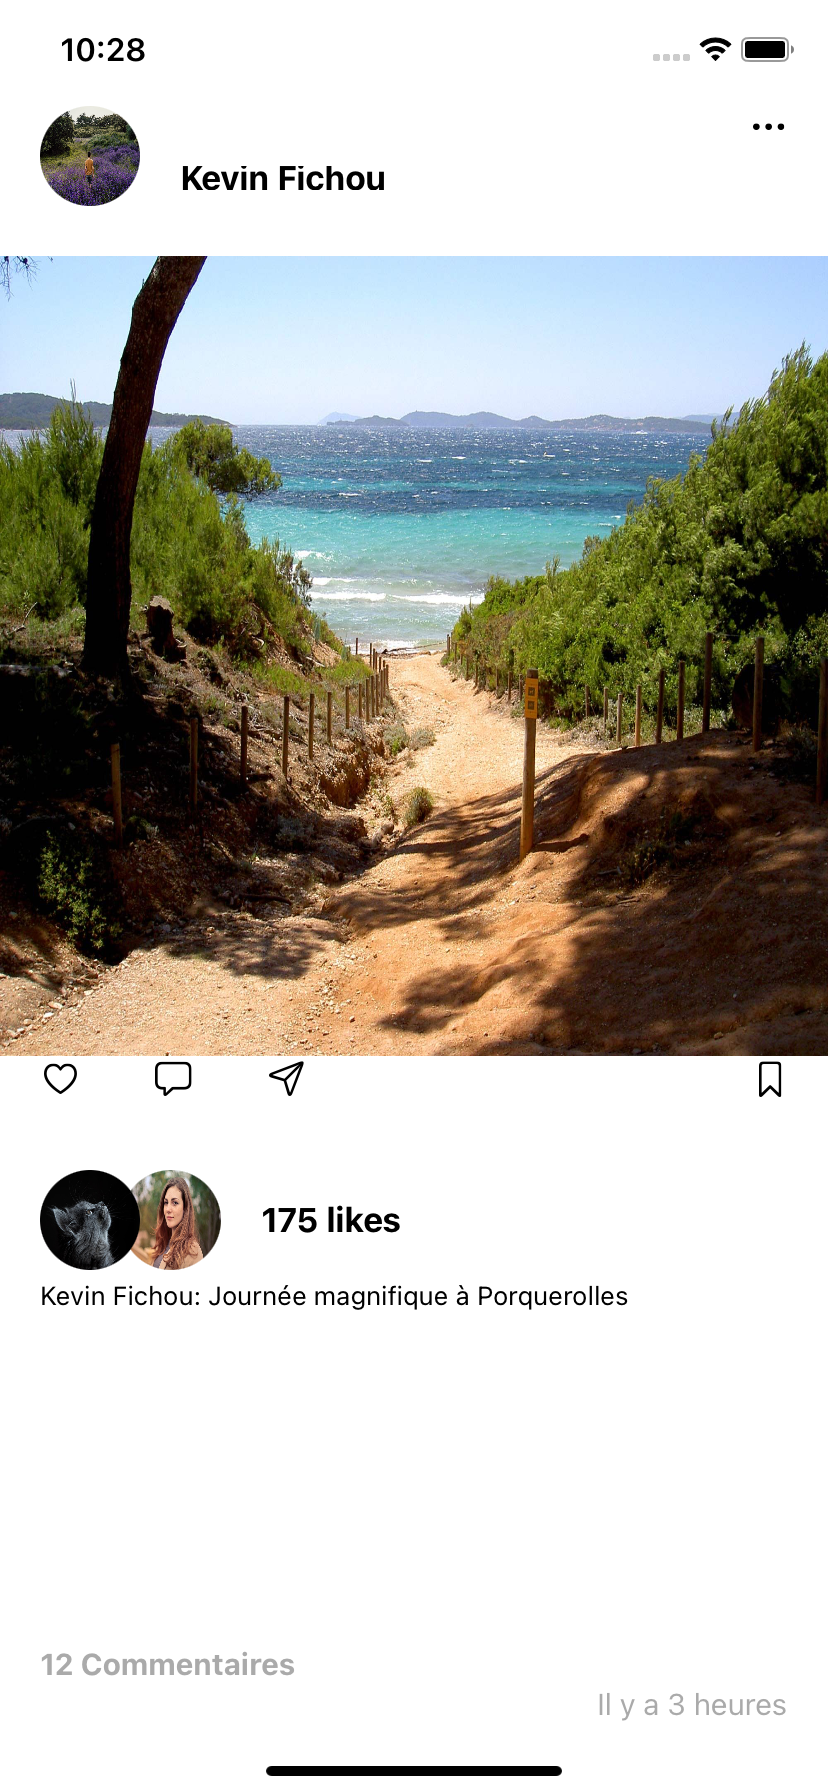 10:28
Kevin Fichou
175 likes
Kevin Fichou: Journée magnifique à Porquerolles
12 Commentaires
Il y a 3 heures